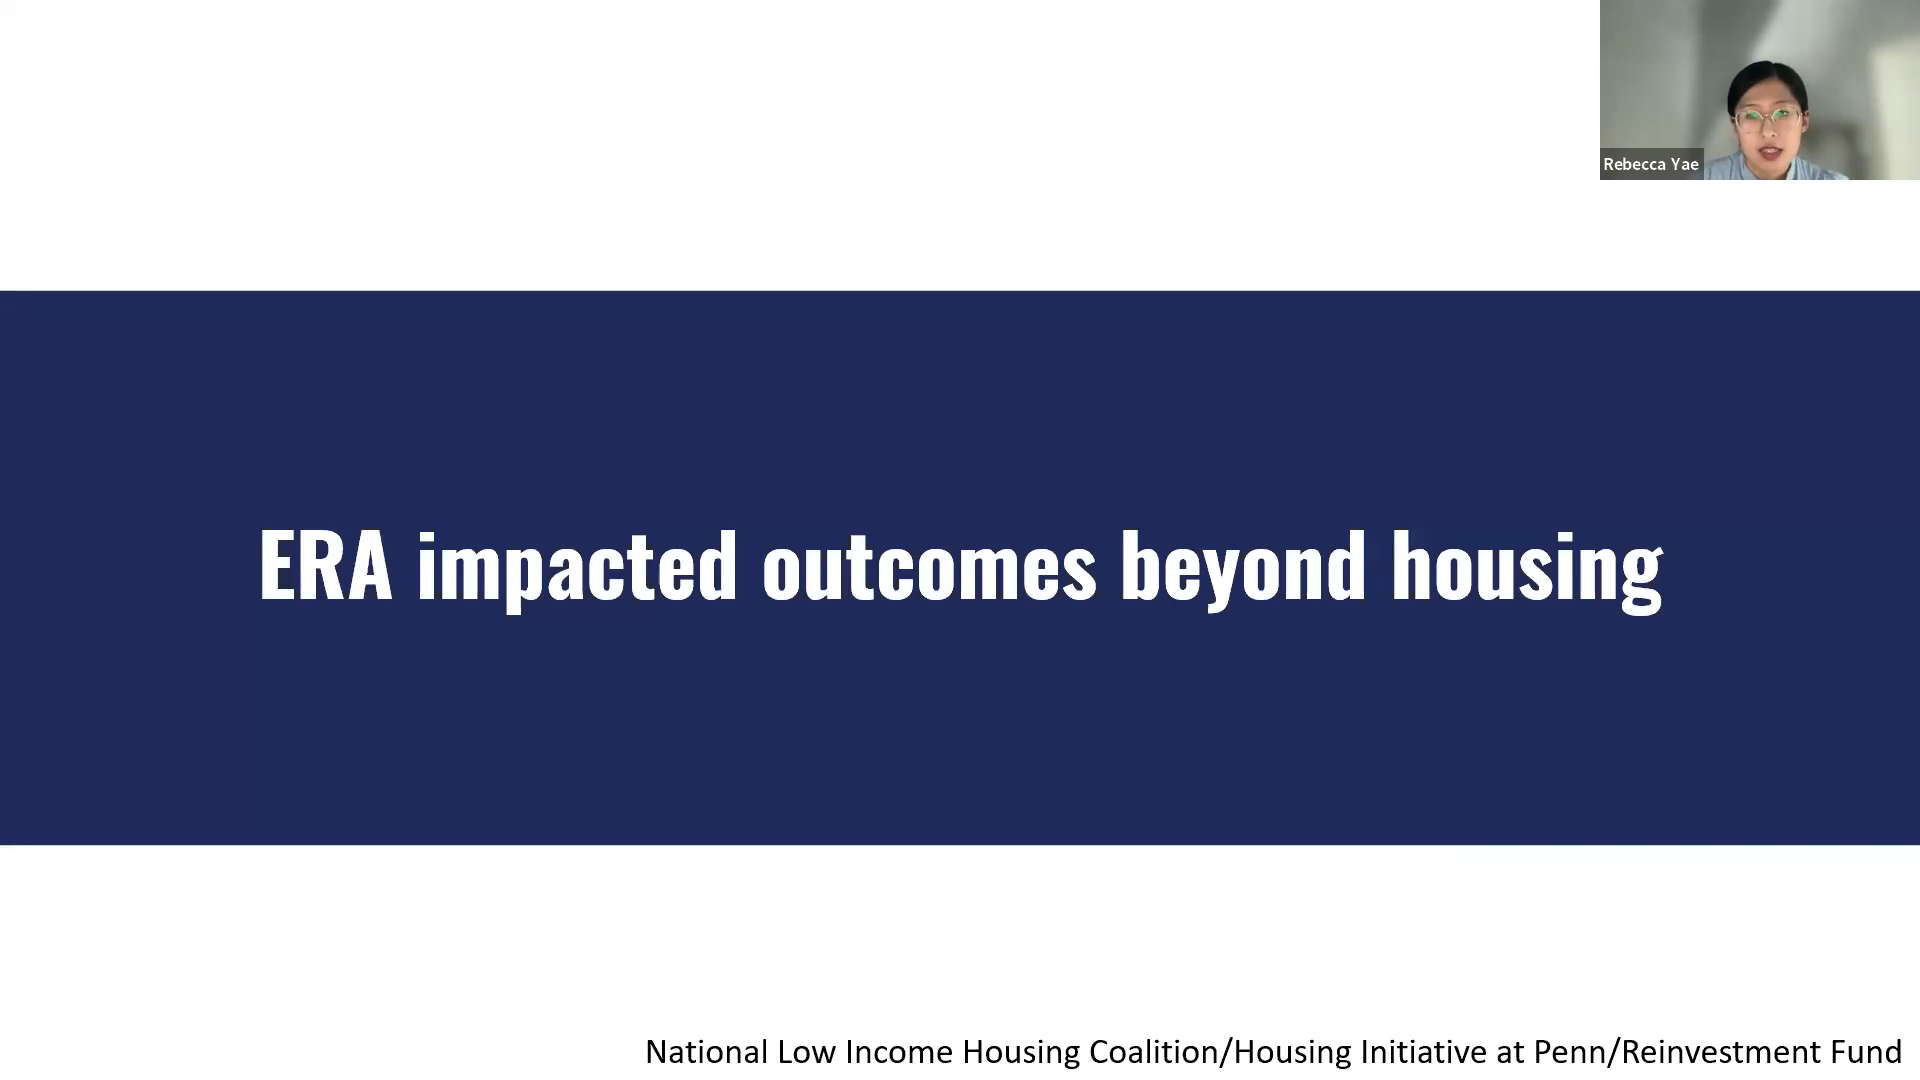 Rebecca Yae
ERA impacted outcomes beyond housing
National Low Income Housing Coalition/Housing Initiative at Penn/Reinvestment Fund